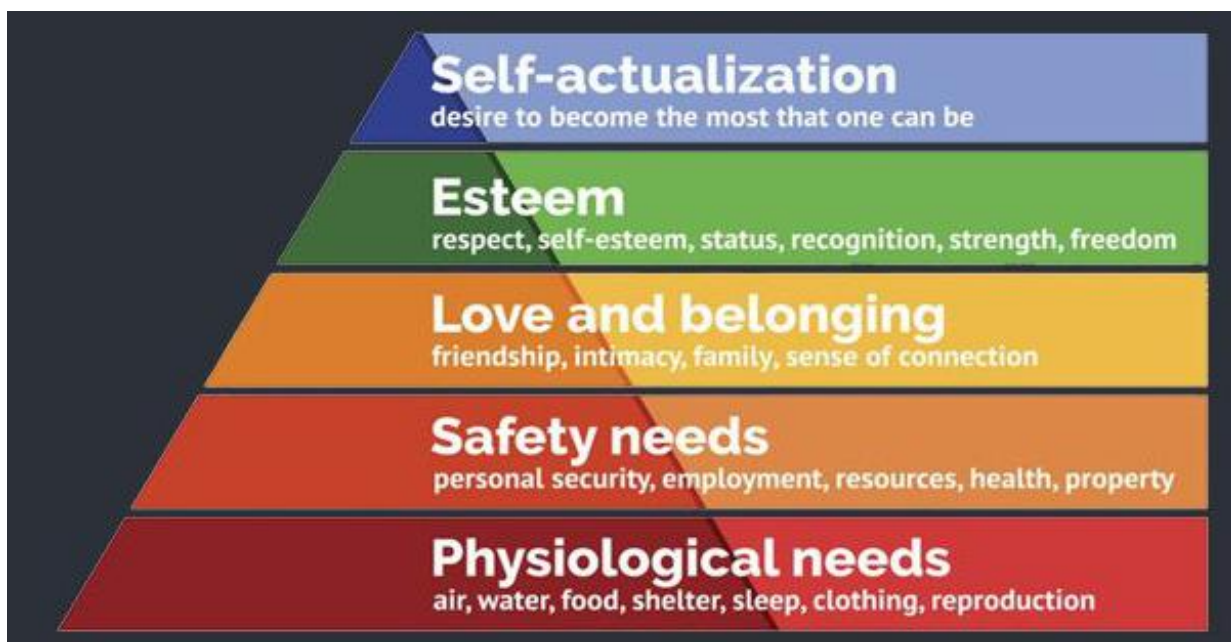 Self-actualization
desire to become the most that one can be
Esteem
respect, self-esteem, status, recognition, strength, freedom
Love and belonging
friendship, intimacy, family, sense of connection
Safety needs
personal security, employment, resources, health, property
Physiological needs
air, water, food, shelter, sleep, clothing, reproduction